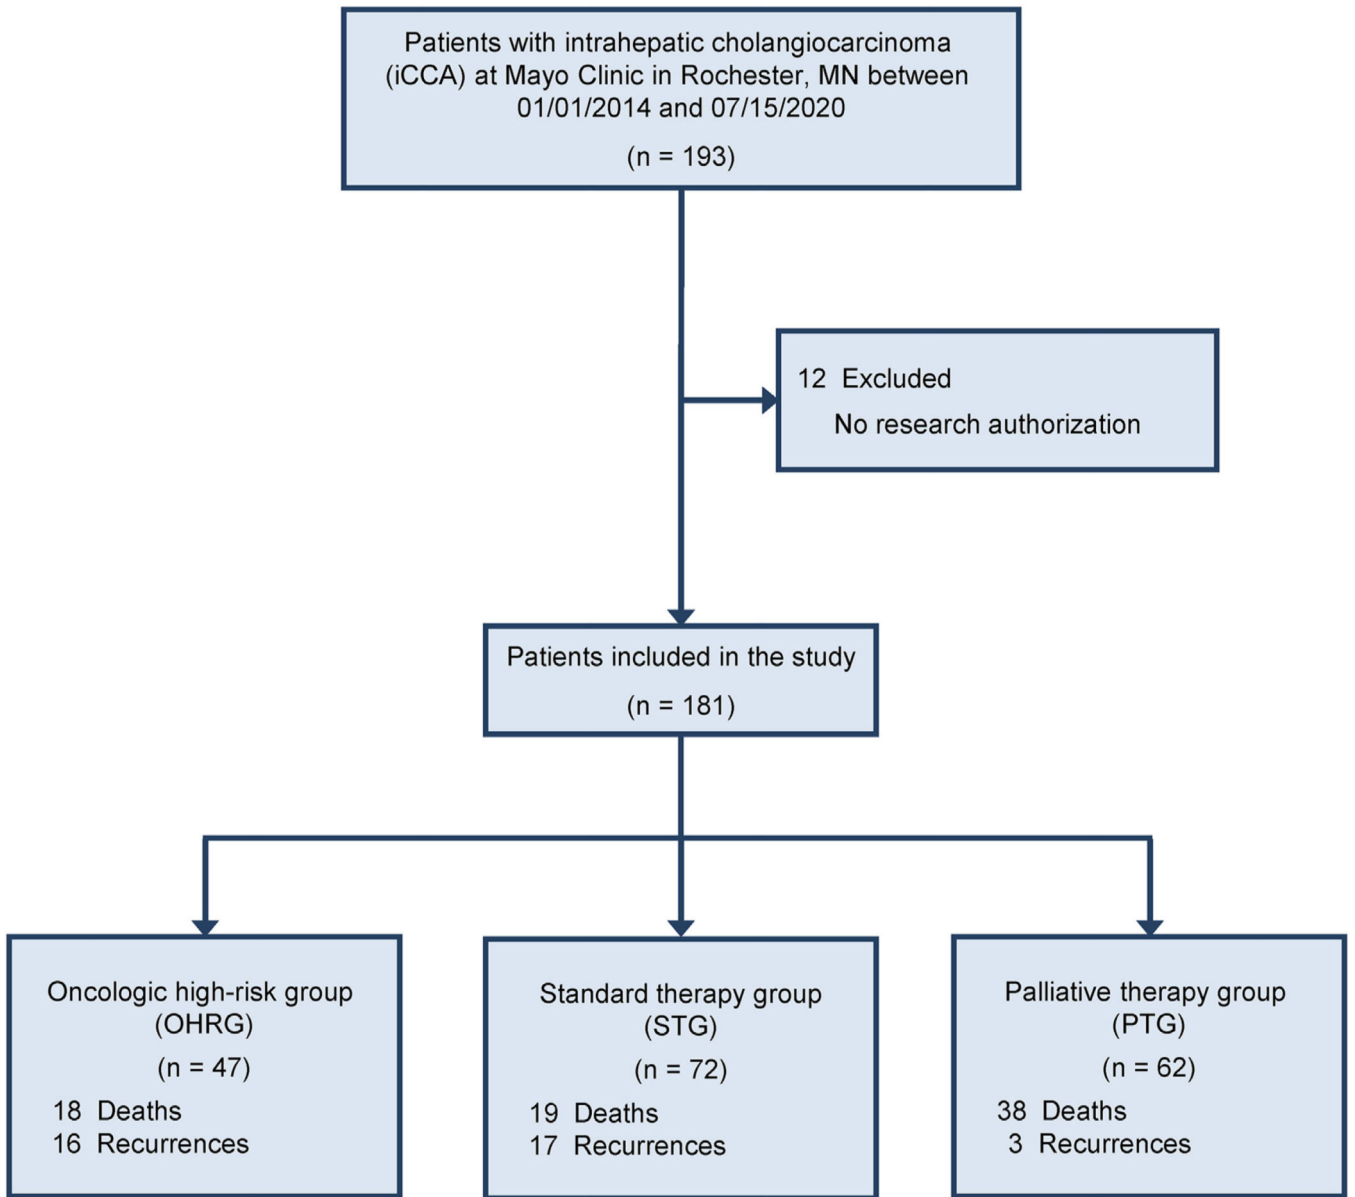 Patients with intrahepatic cholangiocarcinoma
(iCCA) at Mayo Clinic in Rochester, MN between
01/01/2014 and 07/15/2020
(n = 193)
12 Excluded
No research authorization
Patients included in the study
(n = 181)
Oncologic high-risk group
(OHRG)
(n = 47)
18 Deaths
16 Recurrences
Standard therapy group
(STG)
(n = 72)
19 Deaths
17 Recurrences
Palliative therapy group
(PTG)
(n = 62)
38 Deaths
3 Recurrences